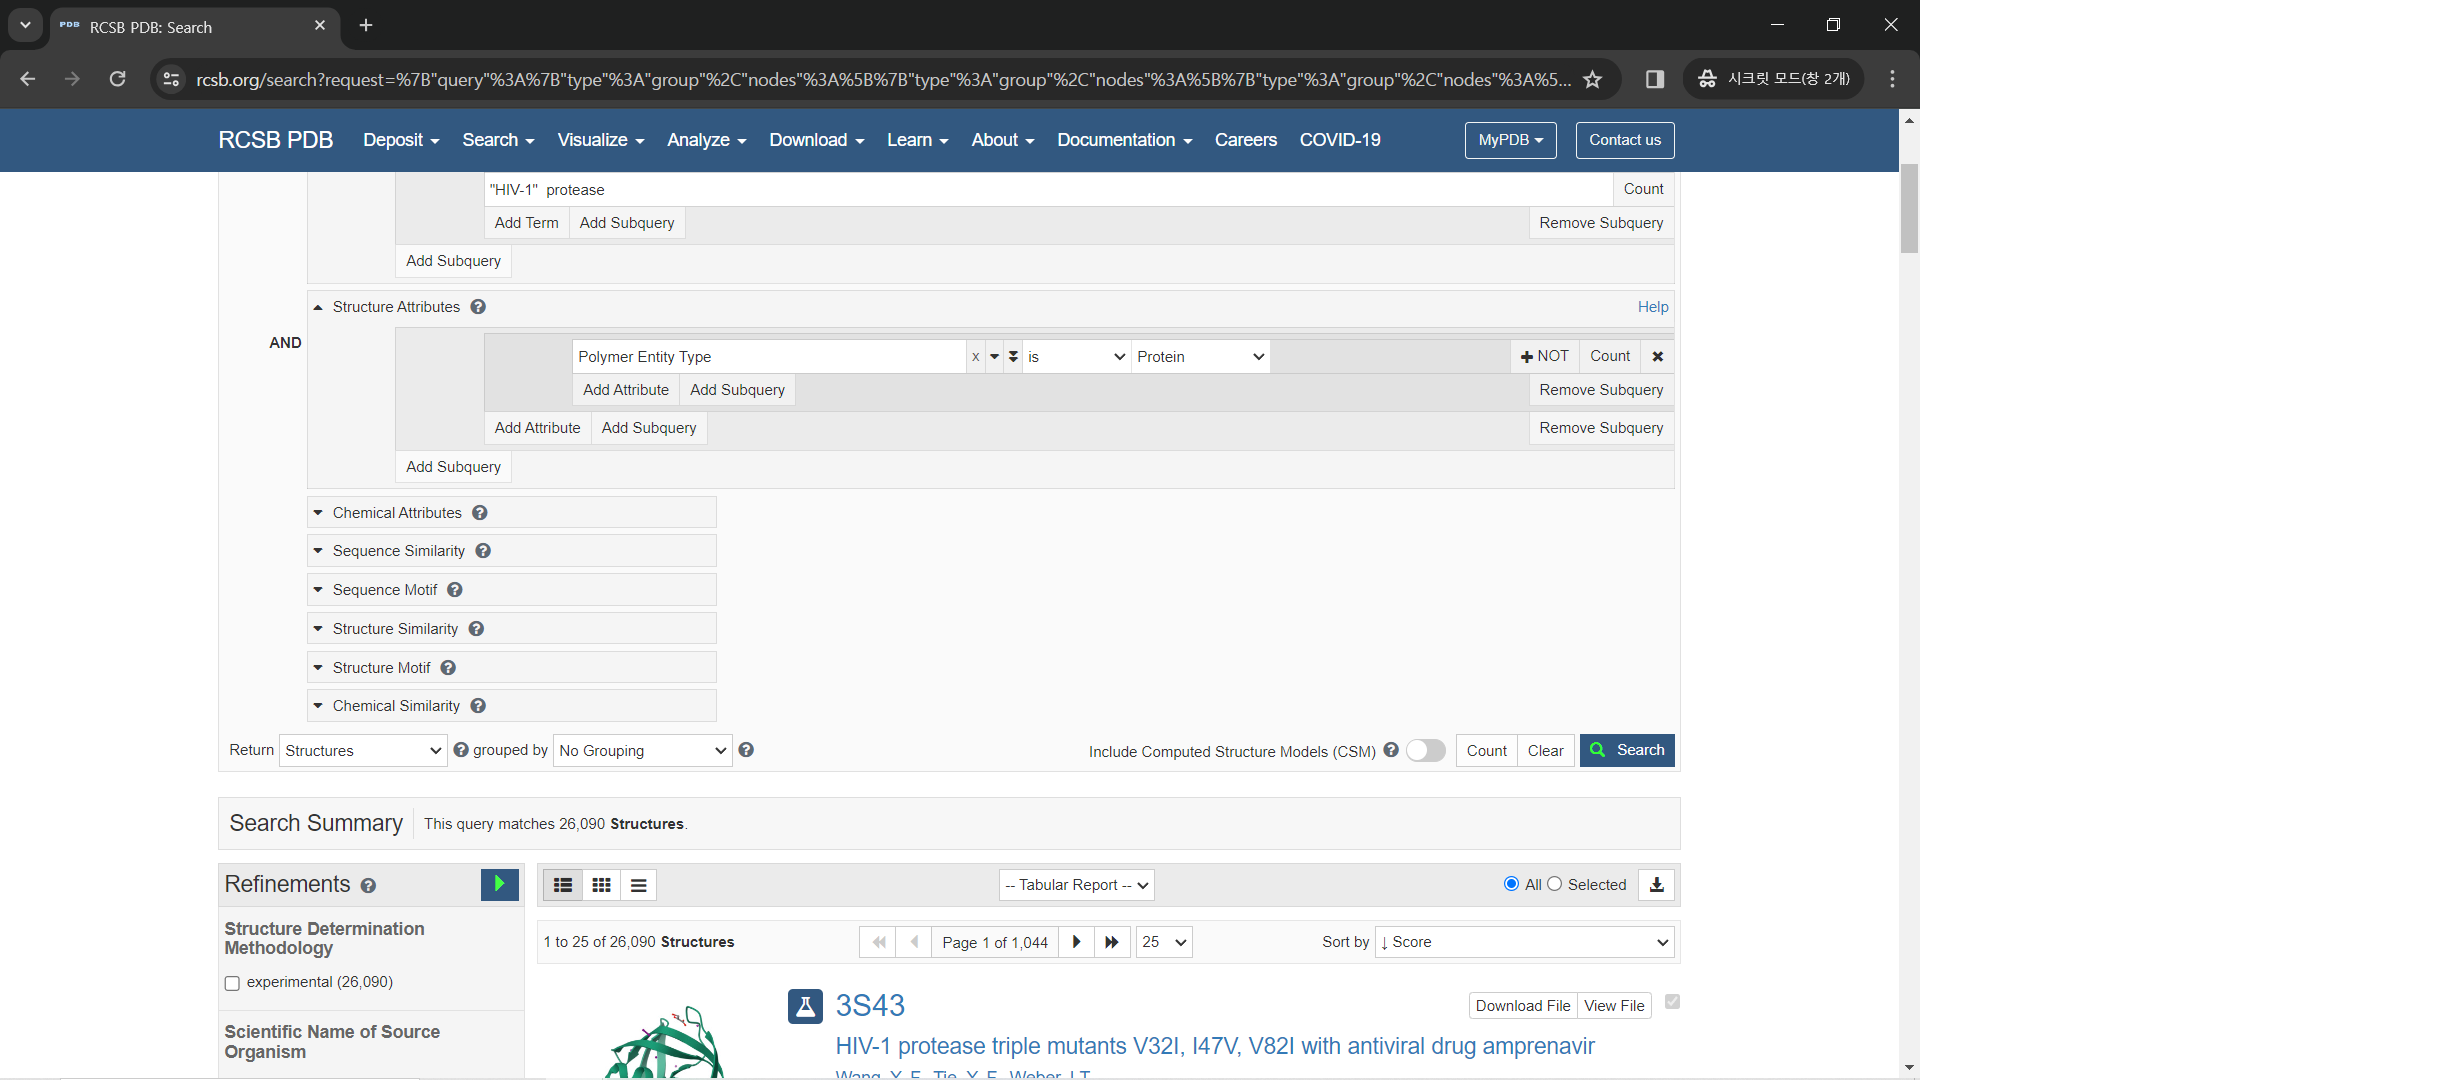 PDB RCSB PDB: Search
rcsb.org/search?request=%7B"query"%3A%7B"type"%3A"group"%2C"nodes"%3A%5B%7B"type"%3A"group"%2C"nodes"%3A%5B%7B"type"%3A"group"%2C"nodes"%3A%5... 시크릿 모드(창 2개)
RCSB PDB Deposit Search Visualize Analyze Download Learn About Documentation Careers COVID-19 MyPDB Contact us
"HIV-1" protease Count
Add Term Add Subquery Remove Subquery
Add Subquery
Structure Attributes ? Help
AND
Polymer Entity Type x is Protein NOT Count
Add Attribute Add Subquery Remove Subquery
Add Attribute Add Subquery Remove Subquery
Add Subquery
Chemical Attributes ?
Sequence Similarity ?
Sequence Motif ?
Structure Similarity ?
Structure Motif ?
Chemical Similarity ?
Return Structures ? grouped by No Grouping ? Include Computed Structure Models (CSM) ? Count Clear Search
Search Summary This query matches 26,090 Structures.
Refinements ? -- Tabular Report -- All Selected
Structure Determination
Methodology
1 to 25 of 26,090 Structures Page 1 of 1,044 25 Sort by ↓ Score
experimental (26,090)
3S43 Download File View File
Scientific Name of Source
Organism
HIV-1 protease triple mutants V32I, I47V, V82I with antiviral drug amprenavir
Wang, Y.-F., Tie, Y.-F., Weber, I.T.